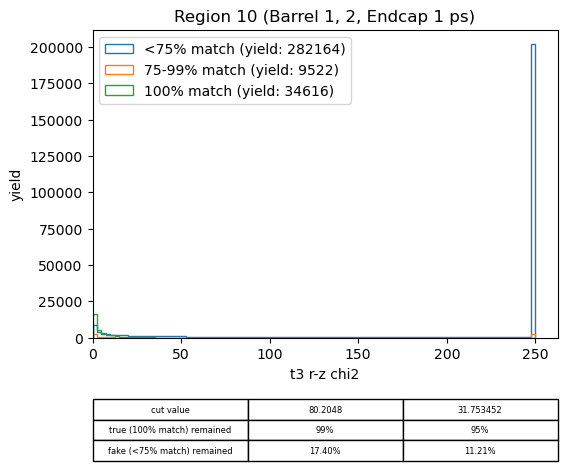 Region 10 (Barrel 1, 2, Endcap 1 ps)
<75% match (yield: 282164)
75-99% match (yield: 9522)
100% match (yield: 34616)
yield
200000
175000
150000
125000
100000
75000
50000
25000
0
0 50 100 150 200 250
t3 r-z chi2
cut value 80.2048 31.753452
true (100% match) remained 99% 95%
fake (<75% match) remained 17.40% 11.21%